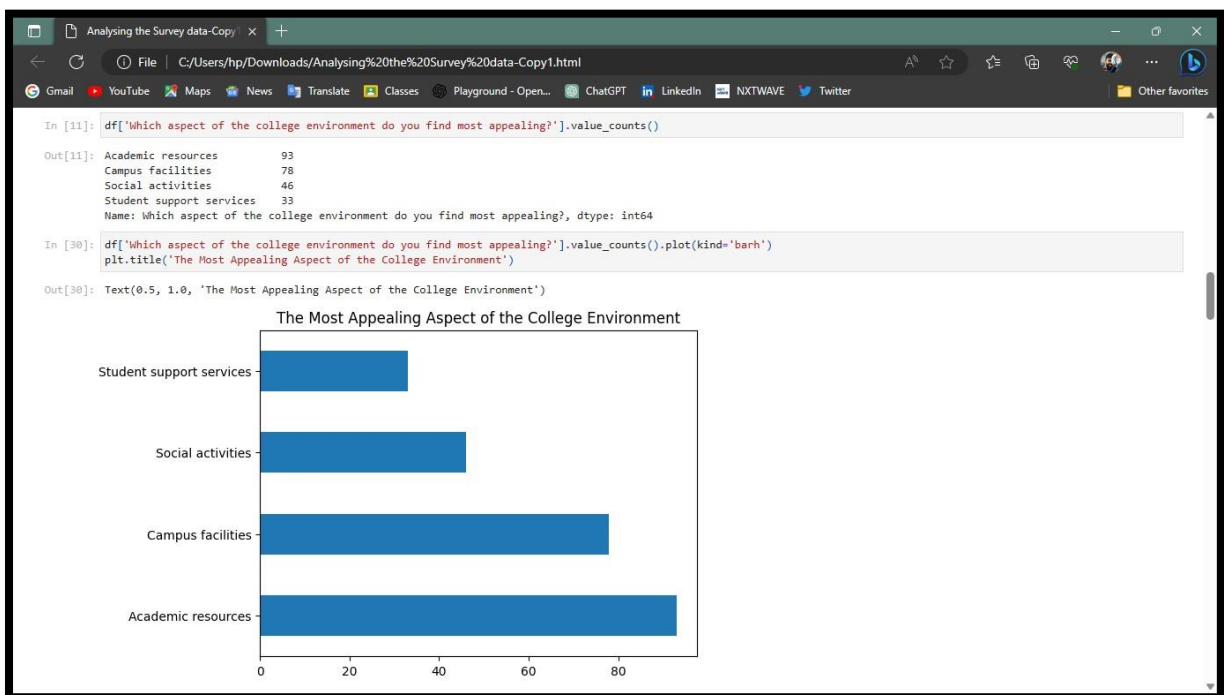 Analysing the Survey data-Copy1
File | C:/Users/hp/Downloads/Analysing%20the%20Survey%20data-Copy1.html
Gmail YouTube Maps News Translate Classes Playground - Open... ChatGPT LinkedIn NXTWAVE Twitter Other favorites
In [11]: df['Which aspect of the college environment do you find most appealing?'].value_counts()
Out[11]: Academic resources 93
Campus facilities 78
Social activities 46
Student support services 33
Name: Which aspect of the college environment do you find most appealing?, dtype: int64
In [30]: df['Which aspect of the college environment do you find most appealing?'].value_counts().plot(kind='barh')
plt.title('The Most Appealing Aspect of the College Environment')
Out[30]: Text(0.5, 1.0, 'The Most Appealing Aspect of the College Environment')
The Most Appealing Aspect of the College Environment
Student support services
Social activities
Campus facilities
Academic resources
0 20 40 60 80